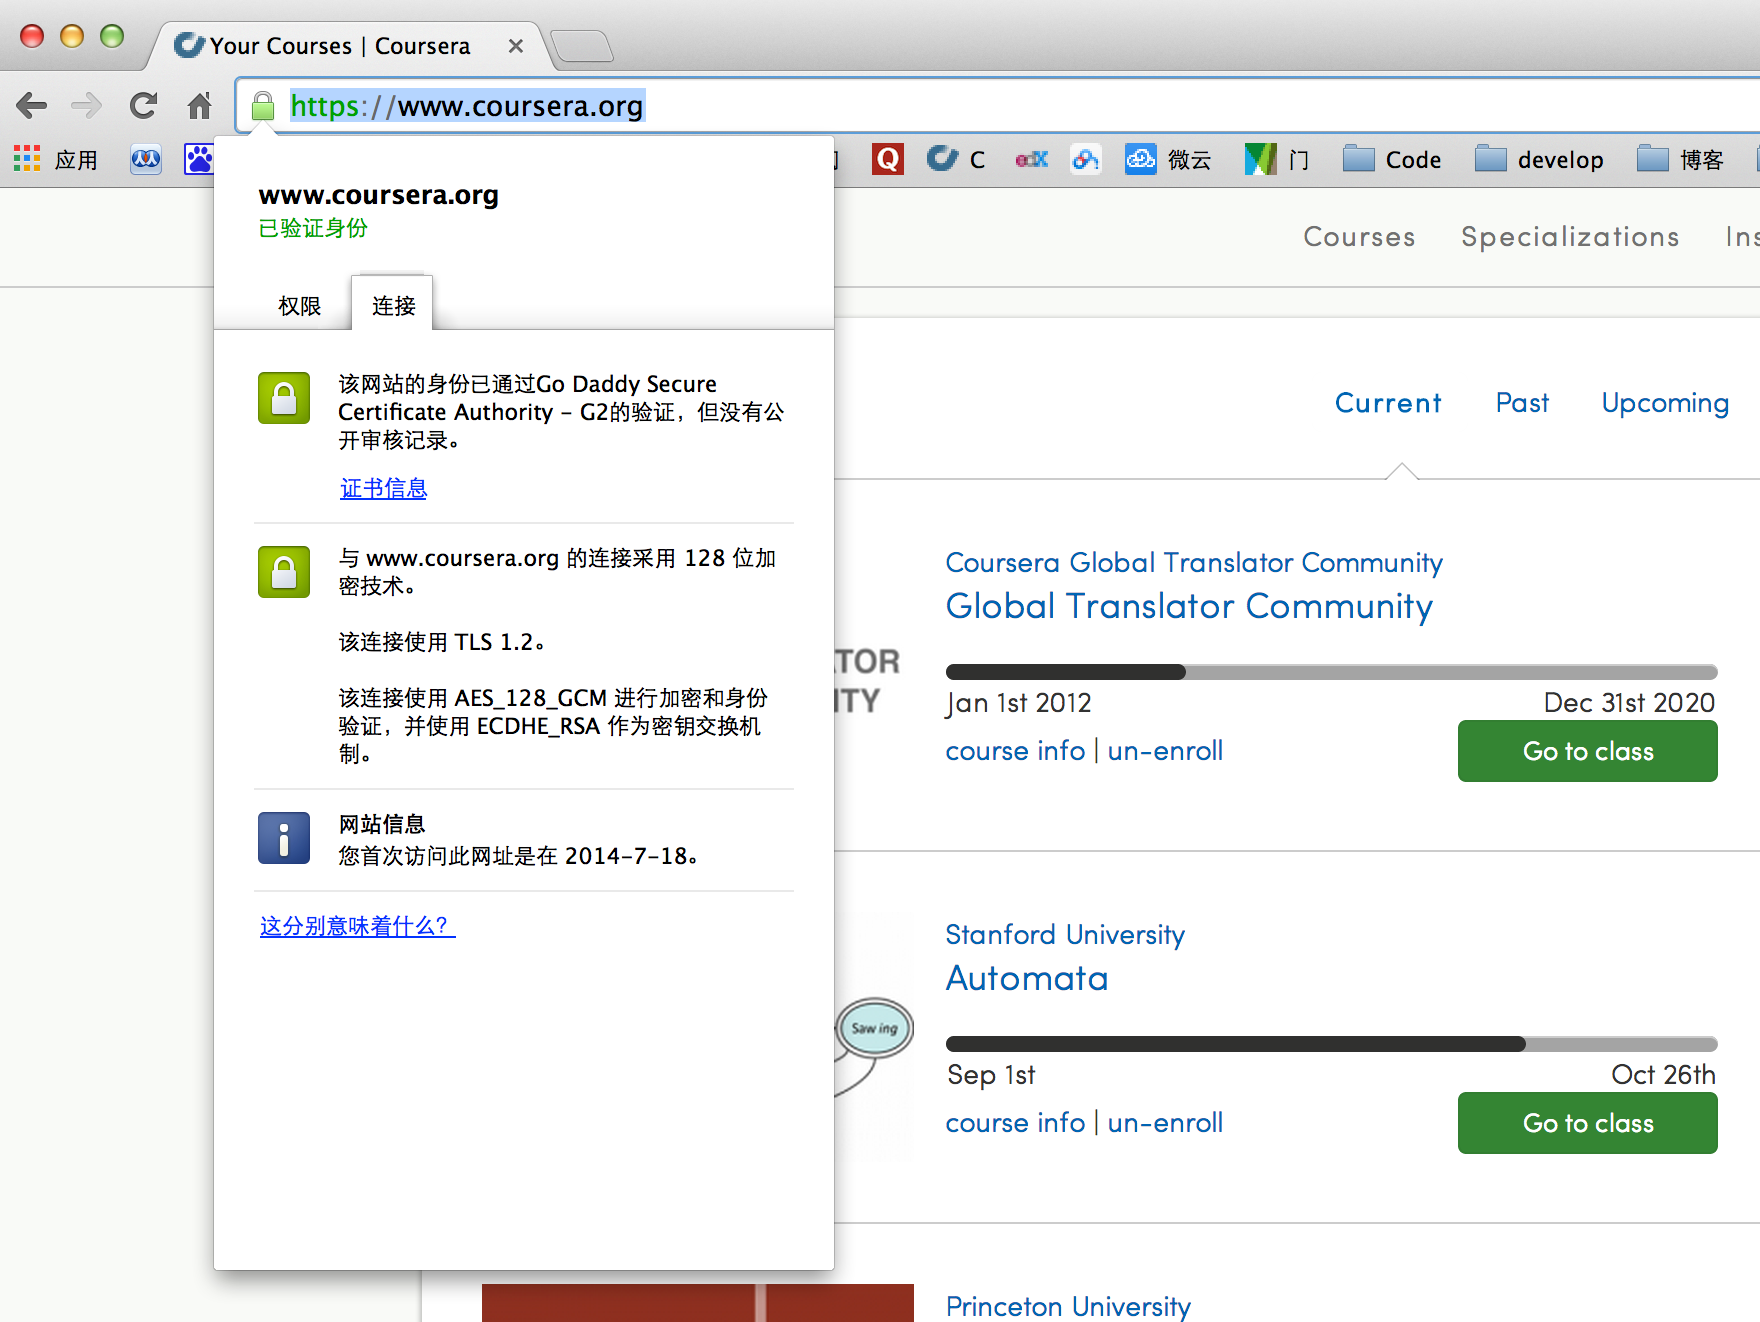 Your Courses | Coursera
https://www.coursera.org
应用
C
edX
微云
门
Code
develop
博客
www.coursera.org
已验证身份
权限
连接
该网站的身份已通过Go Daddy Secure
Certificate Authority - G2的验证，但没有公
开审核记录。
证书信息
与 www.coursera.org 的连接采用 128 位加
密技术。
该连接使用 TLS 1.2。
该连接使用 AES_128_GCM 进行加密和身份
验证，并使用 ECDHE_RSA 作为密钥交换机
制。
网站信息
您首次访问此网址是在 2014-7-18。
这分别意味着什么？
Courses
Specializations
Ins
Current
Past
Upcoming
Coursera Global Translator Community
Global Translator Community
TOR
ITY
Jan 1st 2012
Dec 31st 2020
course info | un-enroll
Go to class
Stanford University
Automata
Saw ing
Sep 1st
Oct 26th
course info | un-enroll
Go to class
Princeton University